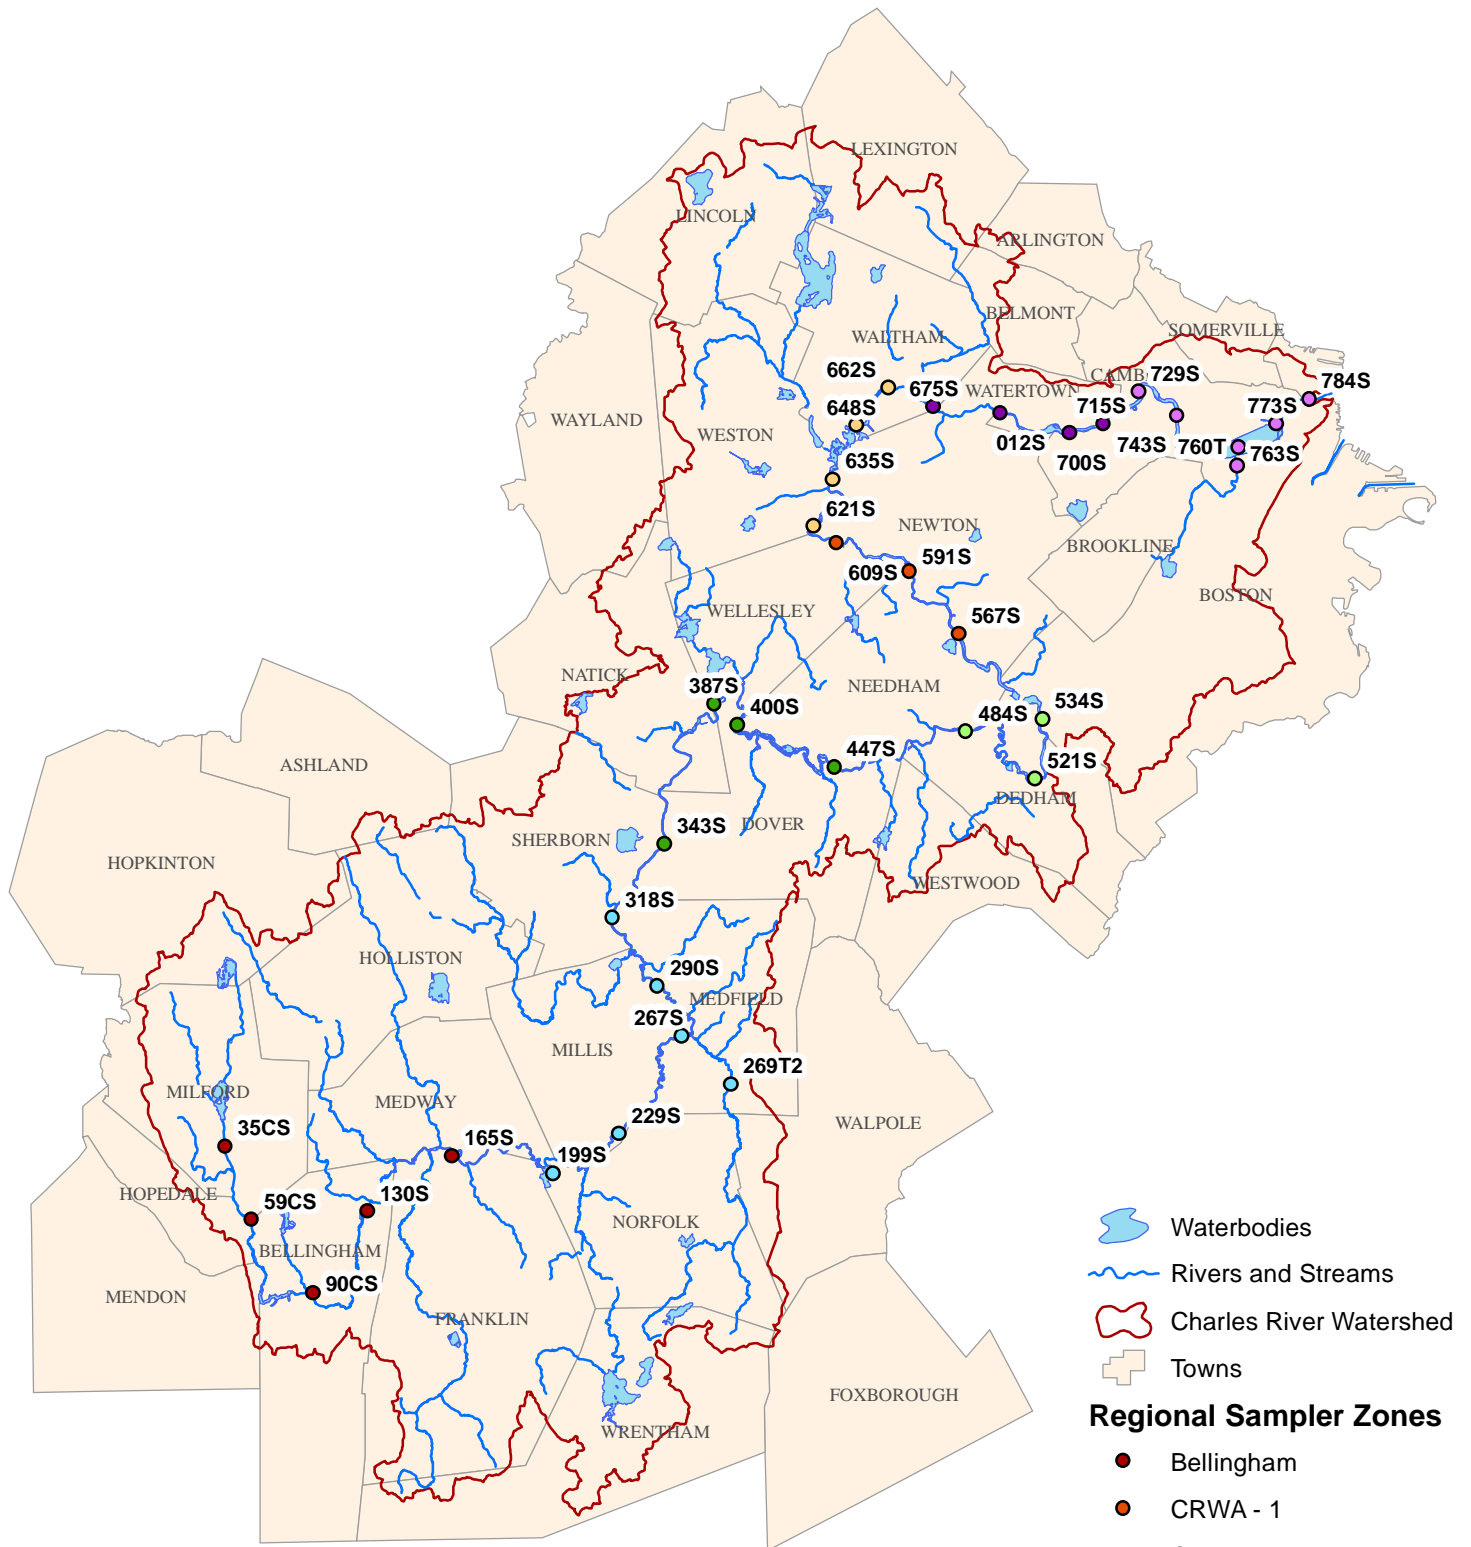 LEXINGTON
LINCOLN
ARLINGTON
BELMONT
SOMERVILLE
WALTHAM
662S
CAMB
729S
784S
675S
WATERTOWN
648S
715S
773S
WAYLAND
WESTON
012S
743S
760T
763S
700S
635S
621S
NEWTON
BROOKLINE
591S
609S
BOSTON
WELLESLEY
567S
NATICK
387S
NEEDHAM
400S
484S
534S
447S
521S
ASHLAND
DEDHAM
343S
DOVER
SHERBORN
HOPKINTON
WESTWOOD
318S
HOLLISTON
290S
MEDFIELD
267S
MILLIS
269T2
MILFORD
MEDWAY
229S
WALPOLE
35CS
165S
199S
HOPEDALE
59CS
130S
NORFOLK
BELLINGHAM
90CS
MENDON
FRANKLIN
WRENTHAM
FOXBOROUGH
Waterbodies
Rivers and Streams
Charles River Watershed
Towns
Regional Sampler Zones
Bellingham
CRWA - 1